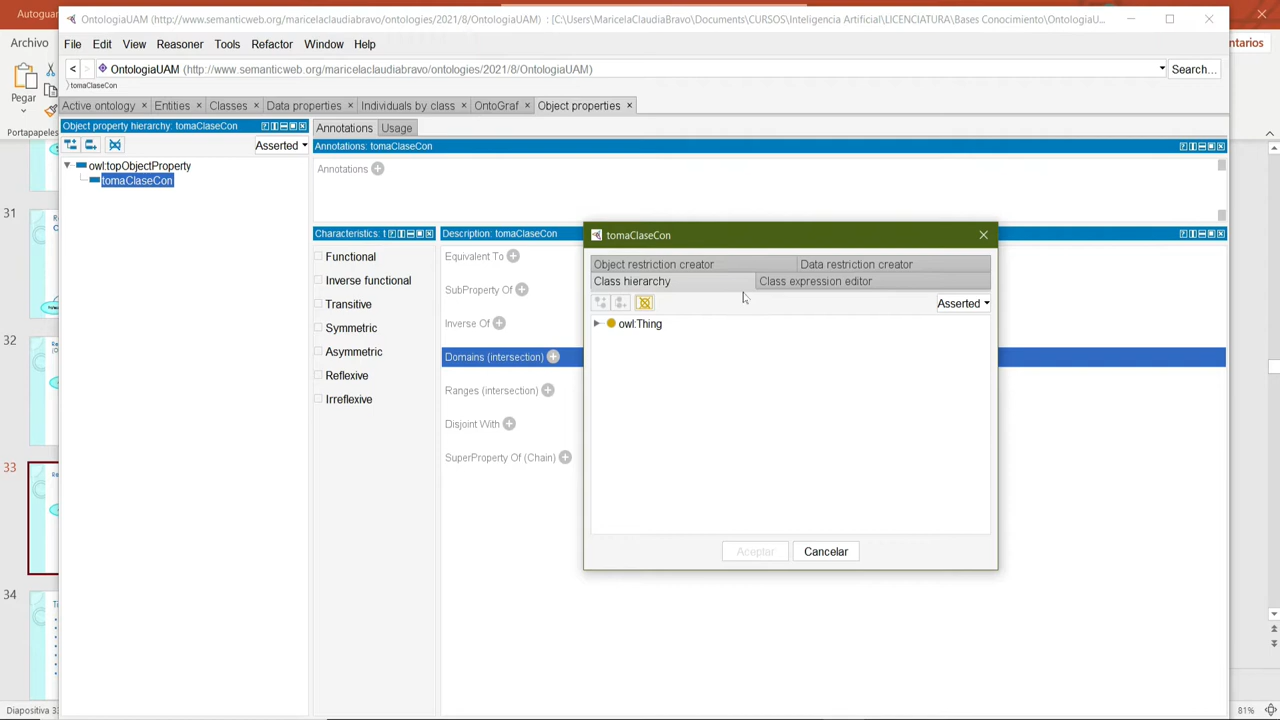 Autoguar
OntologiaUAM (http://www.semanticweb.org/maricelaclaudiabravo/ontologies/2021/8/OntologiaUAM) : [C:\Users\MaricelaClaudiaBravo\Documents\CURSOS\Inteligencia Artificial\LICENCIATURA\Bases Conocimiento\OntologiaU...
Archivo
File Edit View Reasoner Tools Refactor Window Help
entarios
< > OntologiaUAM (http://www.semanticweb.org/maricelaclaudiabravo/ontologies/2021/8/OntologiaUAM) Search...
tomaClaseCon
Pegar
Active ontology × Entities × Classes × Data properties × Individuals by class × OntoGraf × Object properties ×
Portapapeles
Object property hierarchy: tomaClaseCon
Annotations Usage
Asserted
Annotations: tomaClaseCon
owl:topObjectProperty
Annotations
tomaClaseCon
31
Characteristics: t
Description: tomaClaseCon
tomaClaseCon
Functional
Inverse functional
Transitive
Symmetric
Asymmetric
Reflexive
Irreflexive
Equivalent To
SubProperty Of
Inverse Of
Domains (intersection)
Ranges (intersection)
Disjoint With
SuperProperty Of (Chain)
Object restriction creator Data restriction creator
Class hierarchy Class expression editor
Asserted
owl:Thing
Aceptar Cancelar
32
33
34
Diapositiva 33
81%